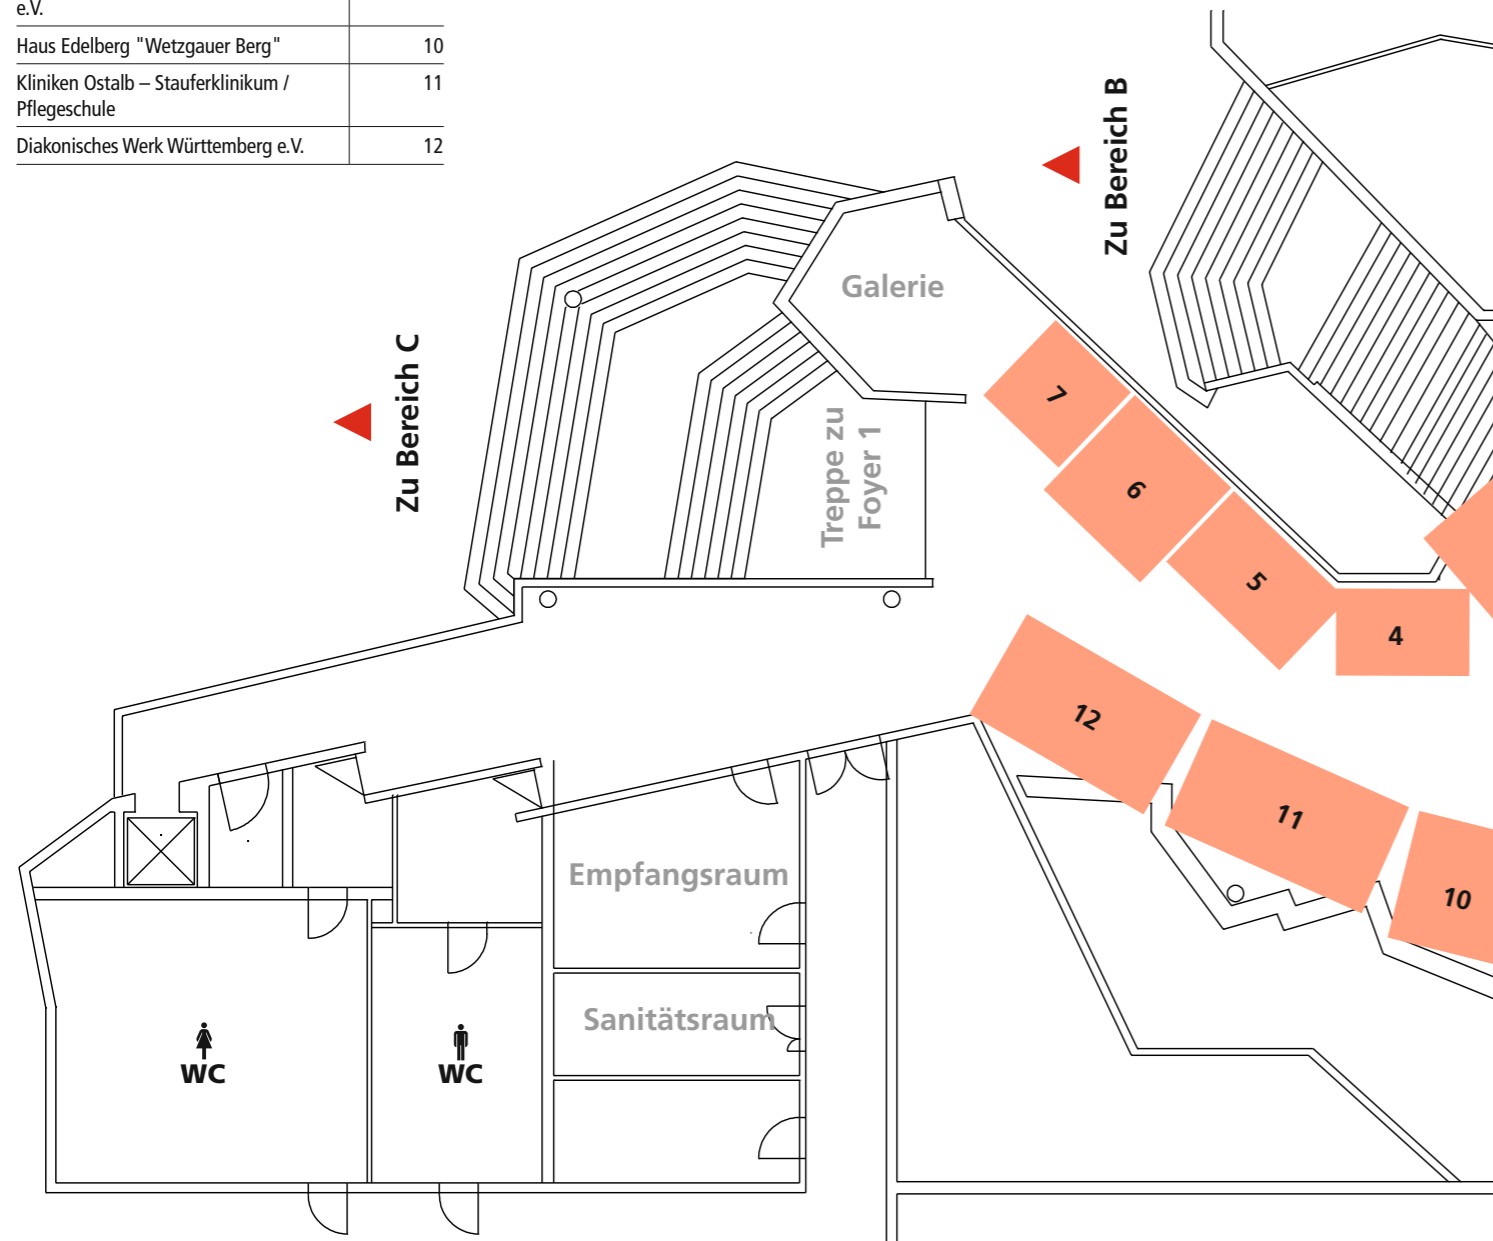 e.V.
Haus Edelberg "Wetzgauer Berg" 10
Kliniken Ostalb – Stauferklinikum / 11
Pflegeschule
Diakonisches Werk Württemberg e.V. 12
Zu Bereich B
Galerie
Zu Bereich C
7
Treppe zu
Foyer 1
6
5
4
12
11
10
Empfangsraum
Sanitätsraum
WC
WC